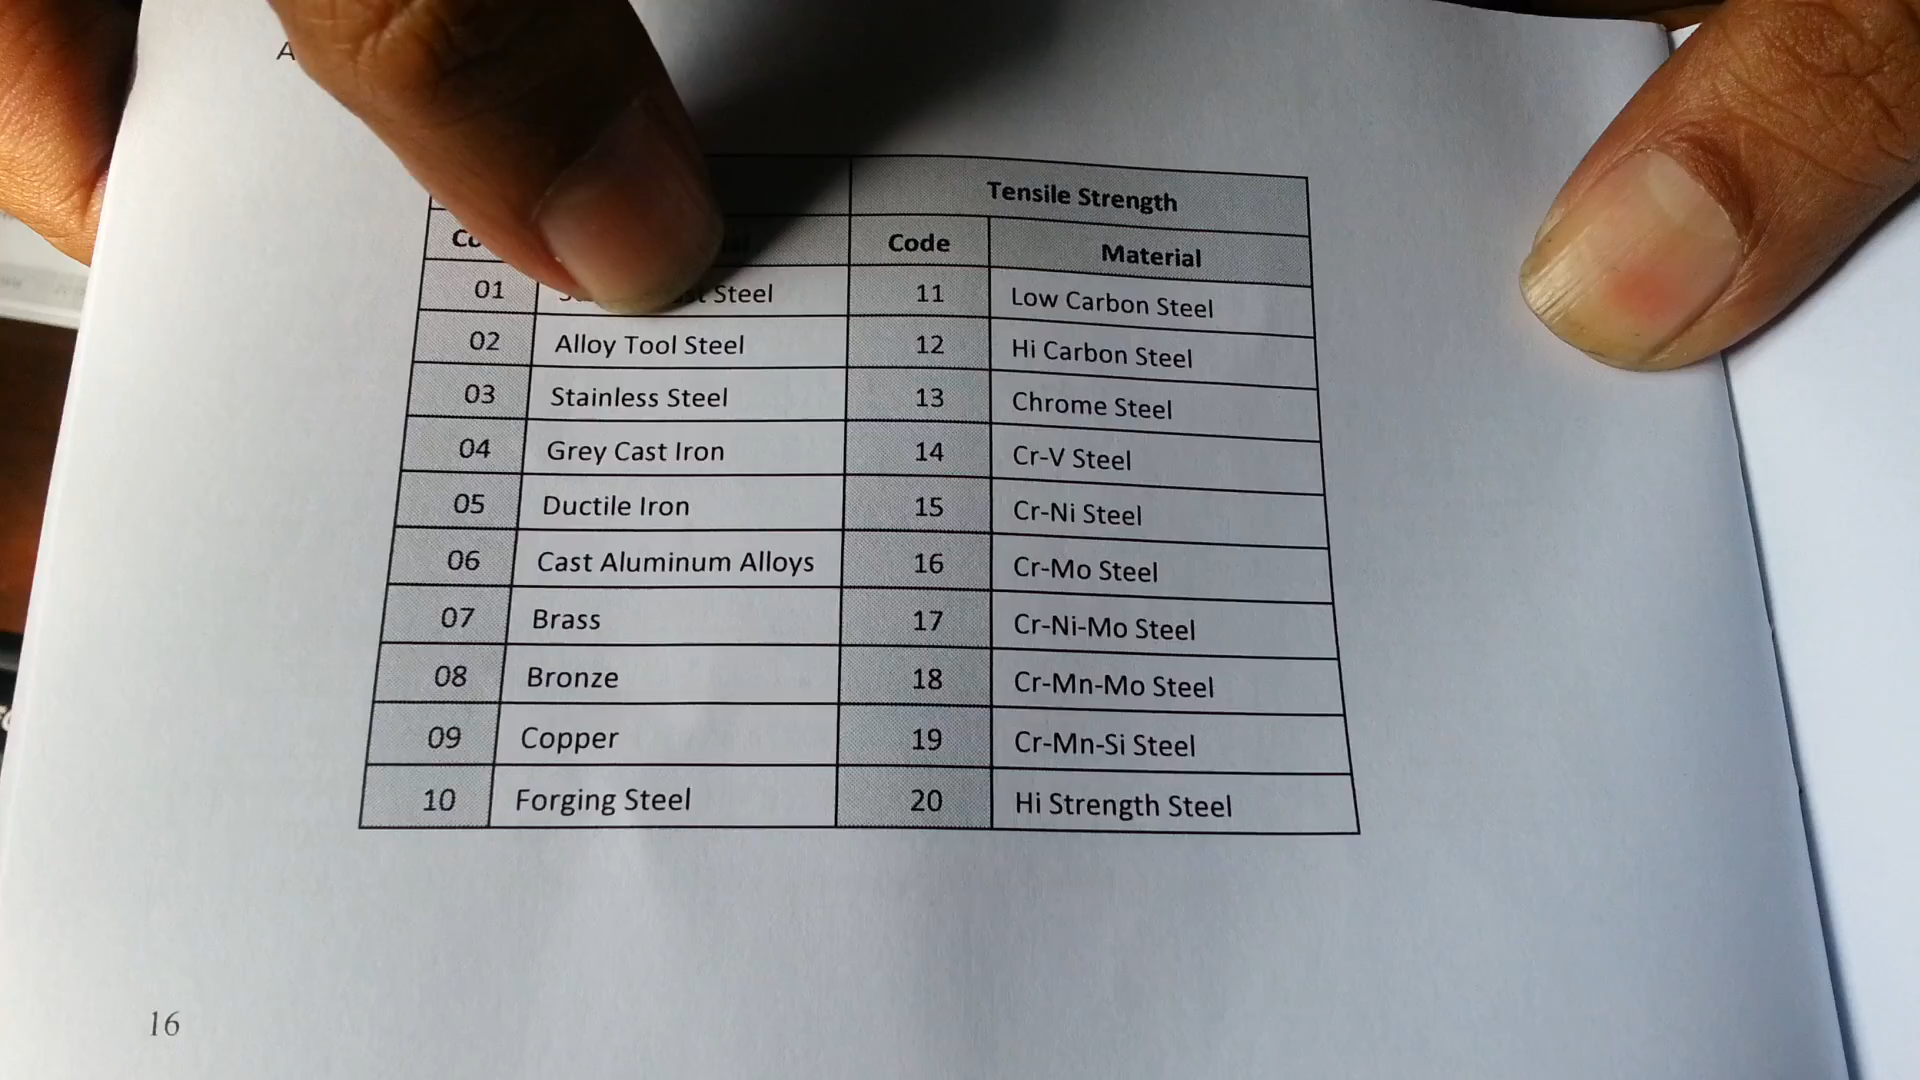 Tensile Strength
Code Material
01 Steel 11 Low Carbon Steel
02 Alloy Tool Steel 12 Hi Carbon Steel
03 Stainless Steel 13 Chrome Steel
04 Grey Cast Iron 14 Cr-V Steel
05 Ductile Iron 15 Cr-Ni Steel
06 Cast Aluminum Alloys 16 Cr-Mo Steel
07 Brass 17 Cr-Ni-Mo Steel
08 Bronze 18 Cr-Mn-Mo Steel
09 Copper 19 Cr-Mn-Si Steel
10 Forging Steel 20 Hi Strength Steel
16